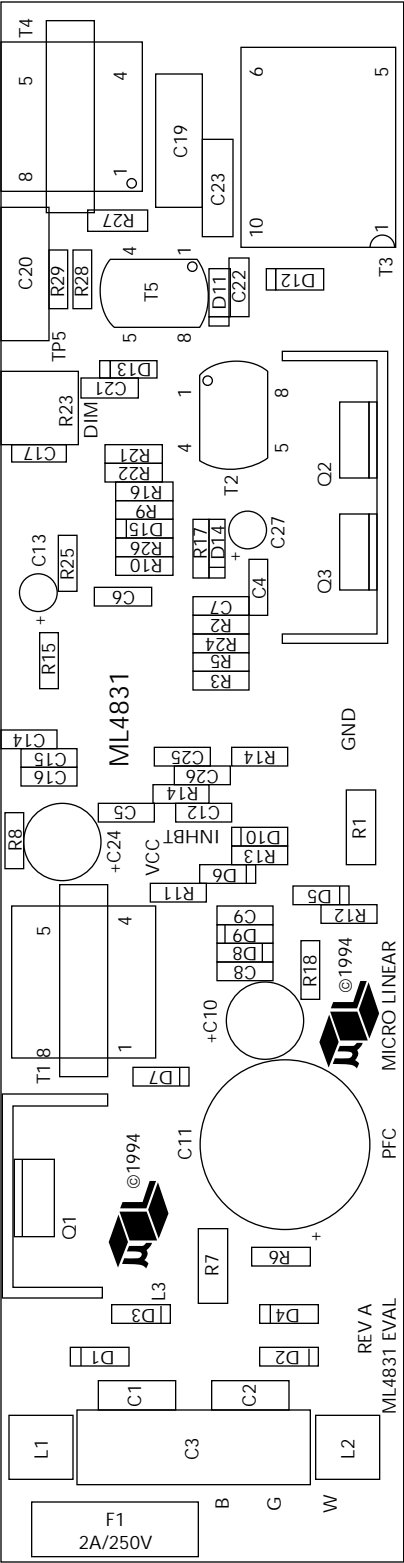 T4
5
4
8
1
C19
6
5
C23
10
1
T3
R27
C20
R29
R28
TP5
4
1
T5
5
8
D11
C22
D12
D13
C21
R23
DIM
C17
R21
R22
R16
R9
D15
R26
R10
1
4
8
5
T2
Q2
C13
+
R25
R17
D14
+
C27
Q3
C6
C4
C7
R2
R24
R5
R3
R15
ML4831
C14
C15
C16
C25
R14
C26
R14
GND
R8
+C24
C5
C12
INHBT
VCC
D10
R13
R1
D6
R11
D5
R12
5
4
T1 8
1
C9
D9
D8
C8
R18
+C10
©1994
MICRO LINEAR
D7
C11
PFC
+
Q1
©1994
L3
R7
R6
D3
D4
D1
D2
REV A
ML4831 EVAL
C1
C2
L1
C3
L2
B
G
W
F1
2A/250V